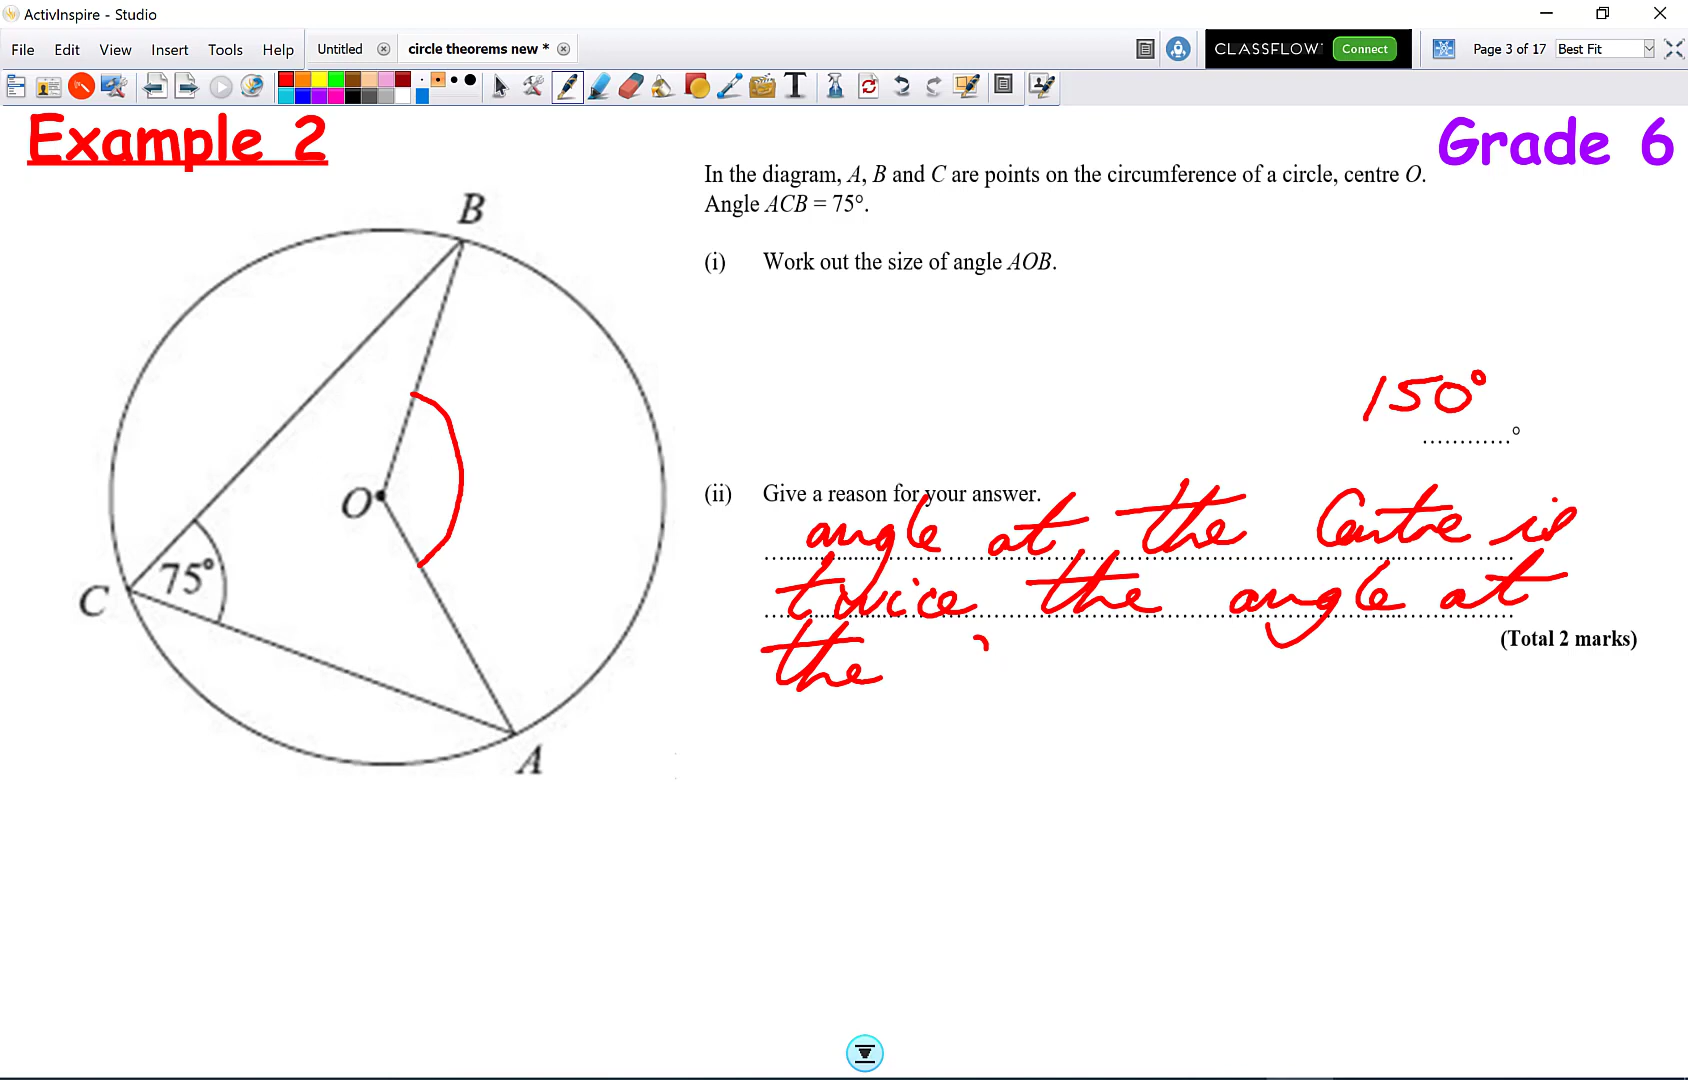 ActivInspire - Studio
File Edit View Insert Tools Help Untitled circle theorems new * CLASSFLOW Connect Page 3 of 17 Best Fit
Example 2
Grade 6
In the diagram, A, B and C are points on the circumference of a circle, centre O.
Angle ACB = 75°.
(i) Work out the size of angle AOB.
150°
............°
(ii) Give a reason for your answer.
angle at the Centre is
twice the angle at
the
(Total 2 marks)
B
O
75°
C
A